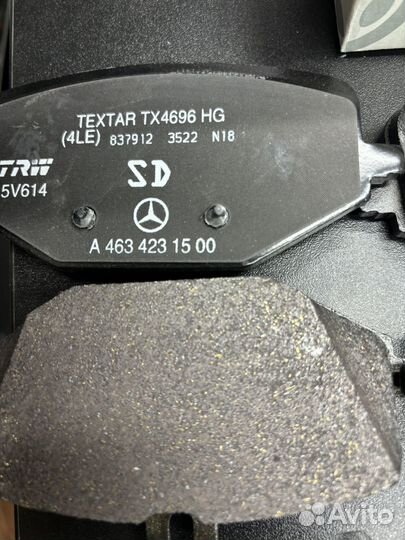 TEXTAR TX4696 HG
(4LE) 837912 3522 N18
TRW
5V614
SD
A 463 423 15 00
Avito